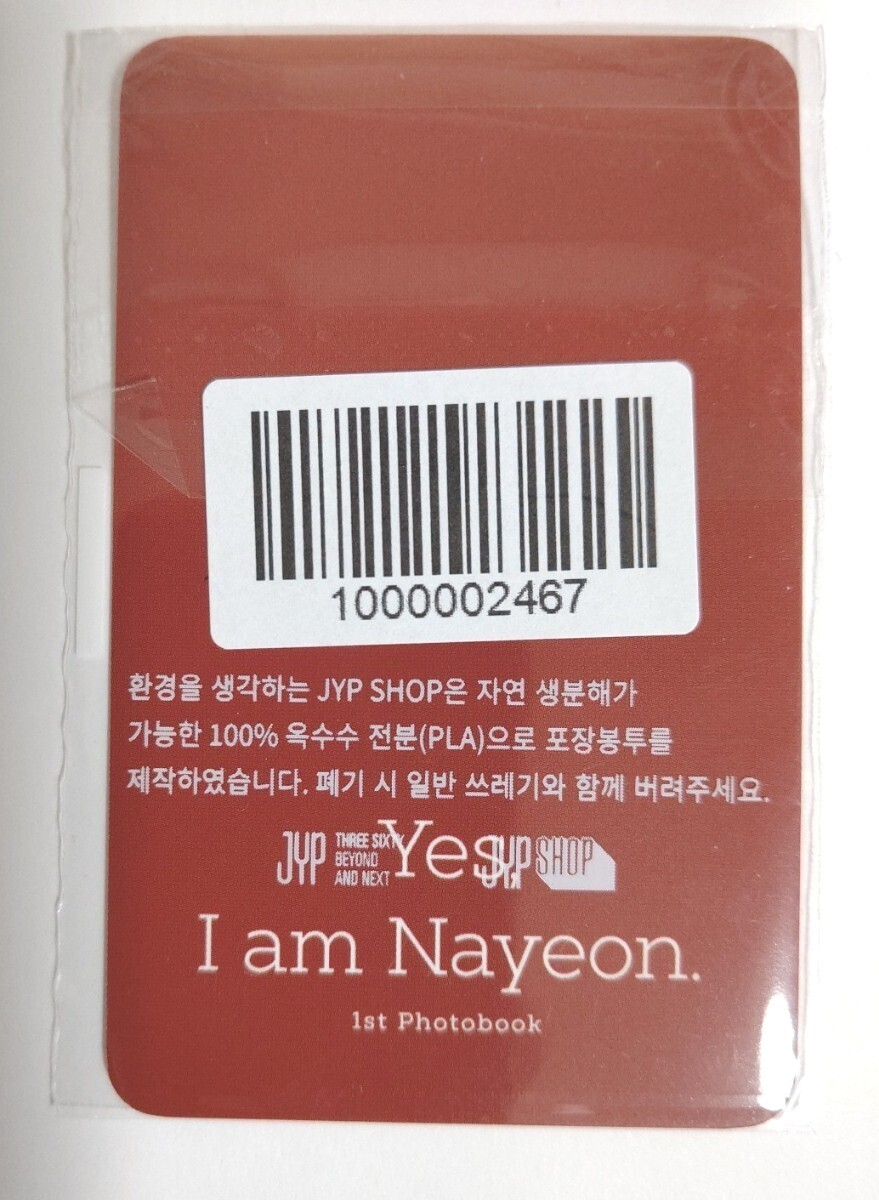 1000002467
환경을 생각하는 JYP SHOP은 자연 생분해가
가능한 100% 옥수수 전분(PLA)으로 포장봉투를
제작하였습니다. 폐기 시 일반 쓰레기와 함께 버려주세요.
JYP THREE SIXTY
BEYOND
AND NEXT
JYP SHOP
Yes,
I am Nayeon.
1st Photobook